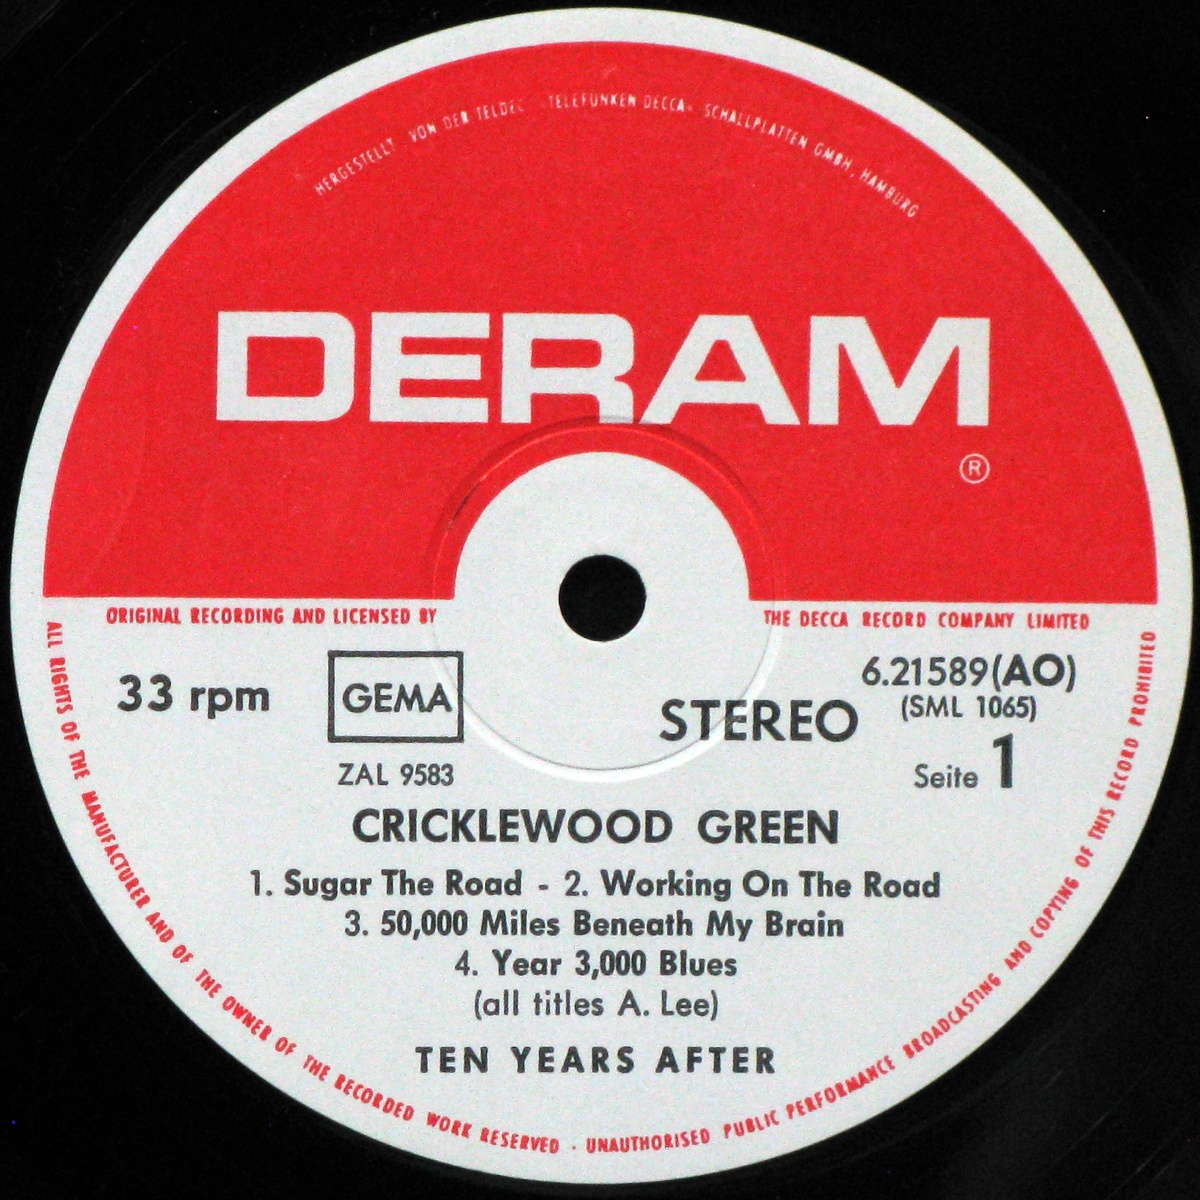 HERGESTELLT VON DER TELDEC »TELEFUNKEN DECCA« SCHALLPLATTEN GMBH, HAMBURG
DERAM
®
ORIGINAL RECORDING AND LICENSED BY THE DECCA RECORD COMPANY LIMITED
33 rpm
GEMA
ZAL 9583
STEREO
6.21589(AO)
(SML 1065)
Seite 1
CRICKLEWOOD GREEN
1. Sugar The Road - 2. Working On The Road
3. 50,000 Miles Beneath My Brain
4. Year 3,000 Blues
(all titles A. Lee)
TEN YEARS AFTER
ALL RIGHTS OF THE MANUFACTURER AND OF THE OWNER OF THE RECORDED WORK RESERVED · UNAUTHORISED PUBLIC PERFORMANCE BROADCASTING AND COPYING OF THIS RECORD PROHIBITED